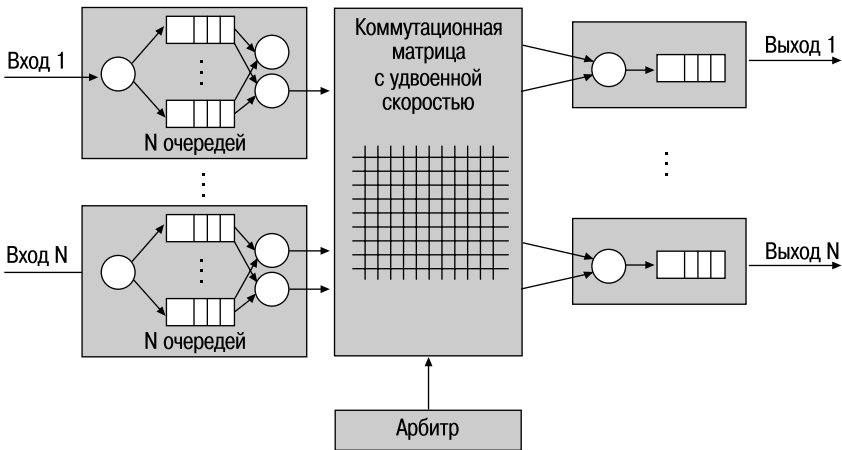 Вход 1
N очередей
Вход N
N очередей
Коммутационная
матрица
с удвоенной
скоростью
Арбитр
Выход 1
Выход N